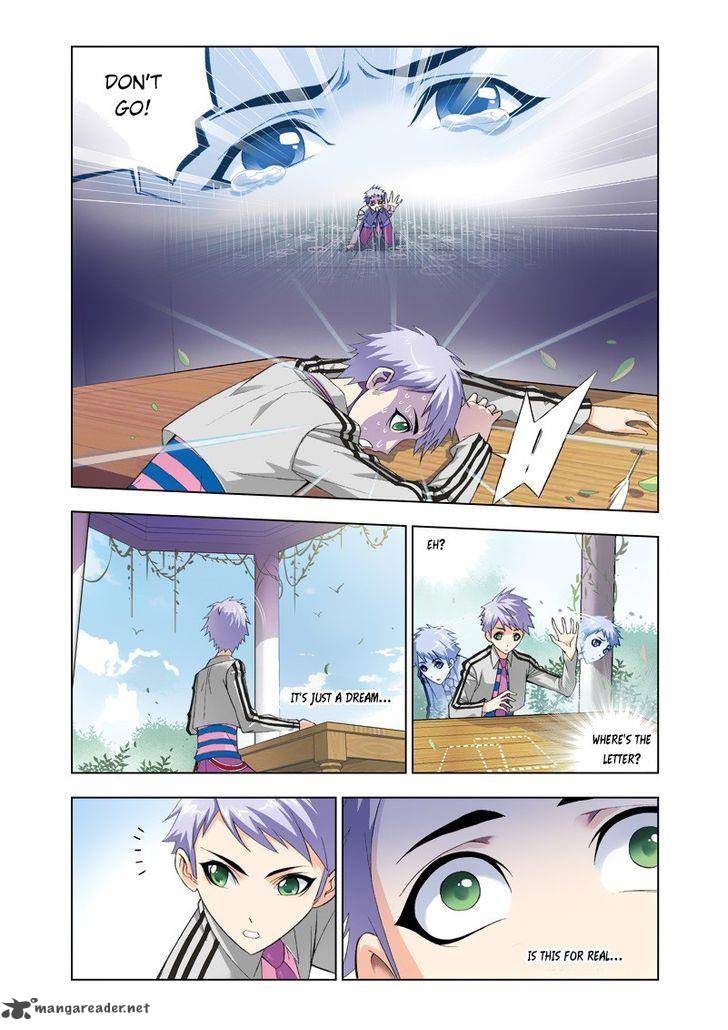 DON'T
GO!
IT'S JUST A DREAM...
EH?
WHERE'S THE
LETTER?
IS THIS FOR REAL...
mangareader.net